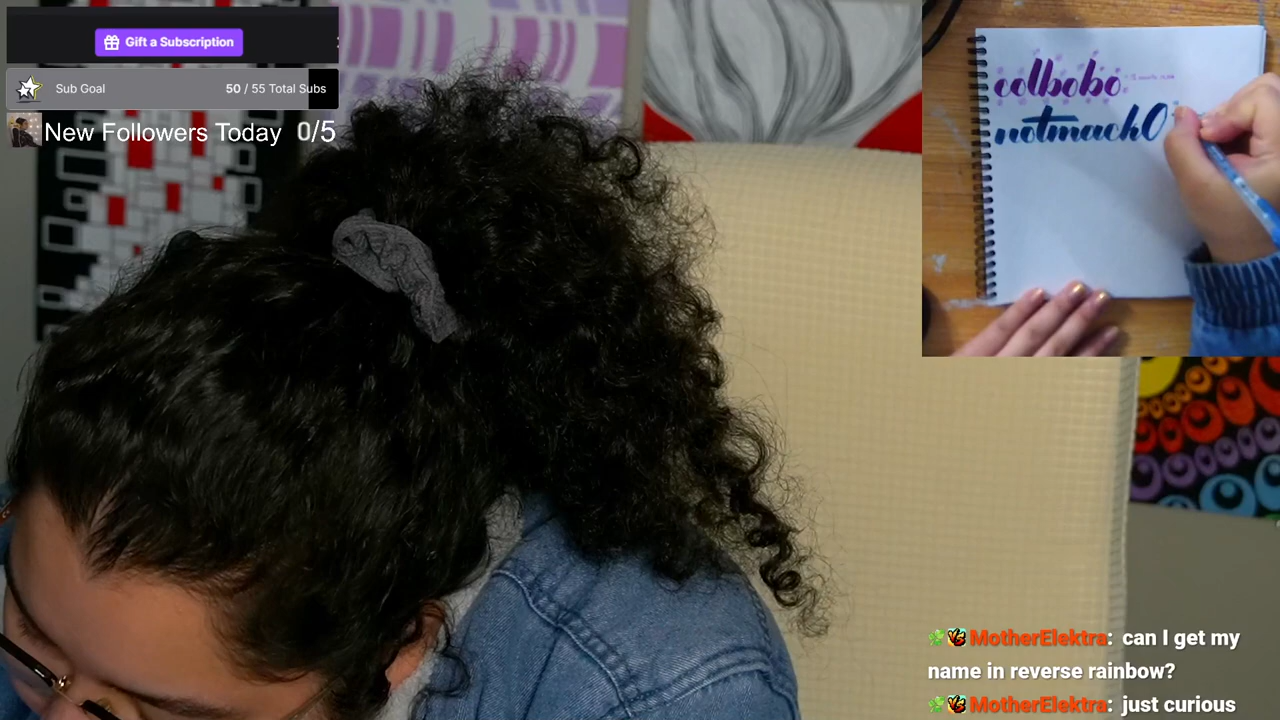 Gift a Subscription
Sub Goal 50 / 55 Total Subs
New Followers Today 0/5
colbobo
notmack0
MotherElektra: can I get my
name in reverse rainbow?
MotherElektra: just curious